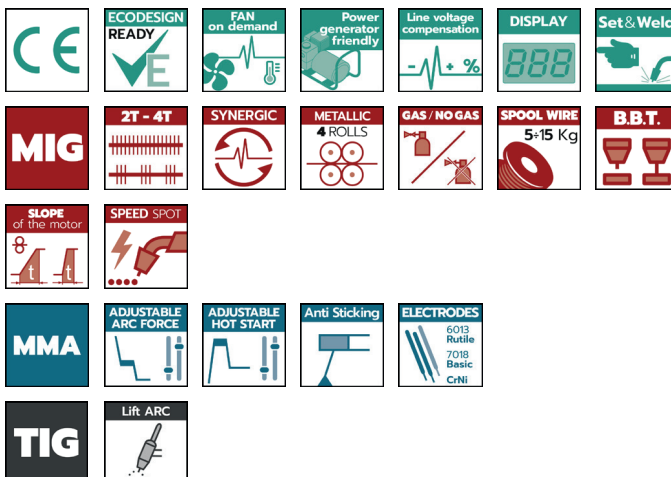 CE
ECODESIGN
READY
E
FAN
on demand
Power
generator
friendly
Line voltage
compensation
- + %
DISPLAY
888
Set&Weld
MIG
2T - 4T
SYNERGIC
METALLIC
4 ROLLS
GAS / NO GAS
SPOOL WIRE
5÷15 Kg
B.B.T.
SLOPE
of the motor
t t
SPEED SPOT
MMA
ADJUSTABLE
ARC FORCE
ADJUSTABLE
HOT START
Anti Sticking
ELECTRODES
6013
Rutile
7018
Basic
CrNi
TIG
Lift ARC